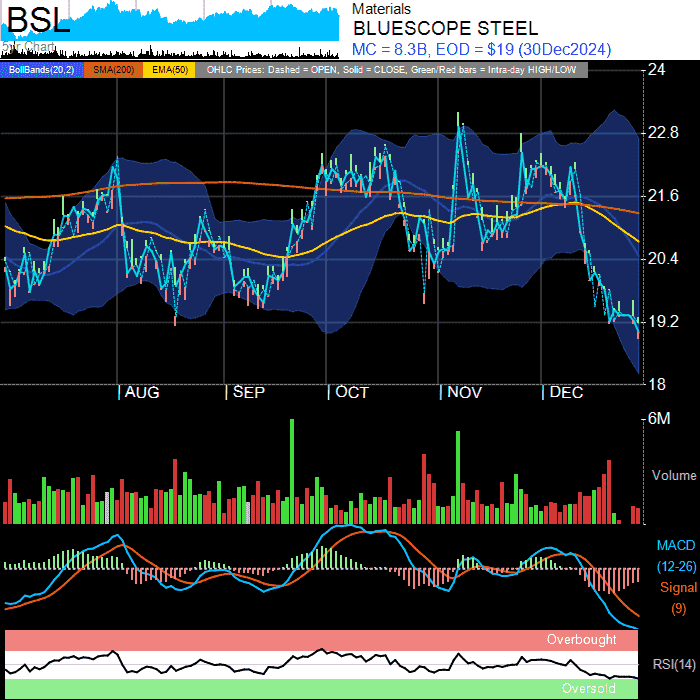 BSL
5 yr Chart
Materials
BLUESCOPE STEEL
MC = 8.3B, EOD = $19 (30Dec2024)
BollBands(20,2) SMA(200) EMA(50) OHLC Prices: Dashed = OPEN, Solid = CLOSE, Green/Red bars = Intra-day HIGH/LOW
24
22.8
21.6
20.4
19.2
18
AUG SEP OCT NOV DEC
6M
Volume
MACD
(12-26)
Signal
(9)
Overbought
RSI(14)
Oversold